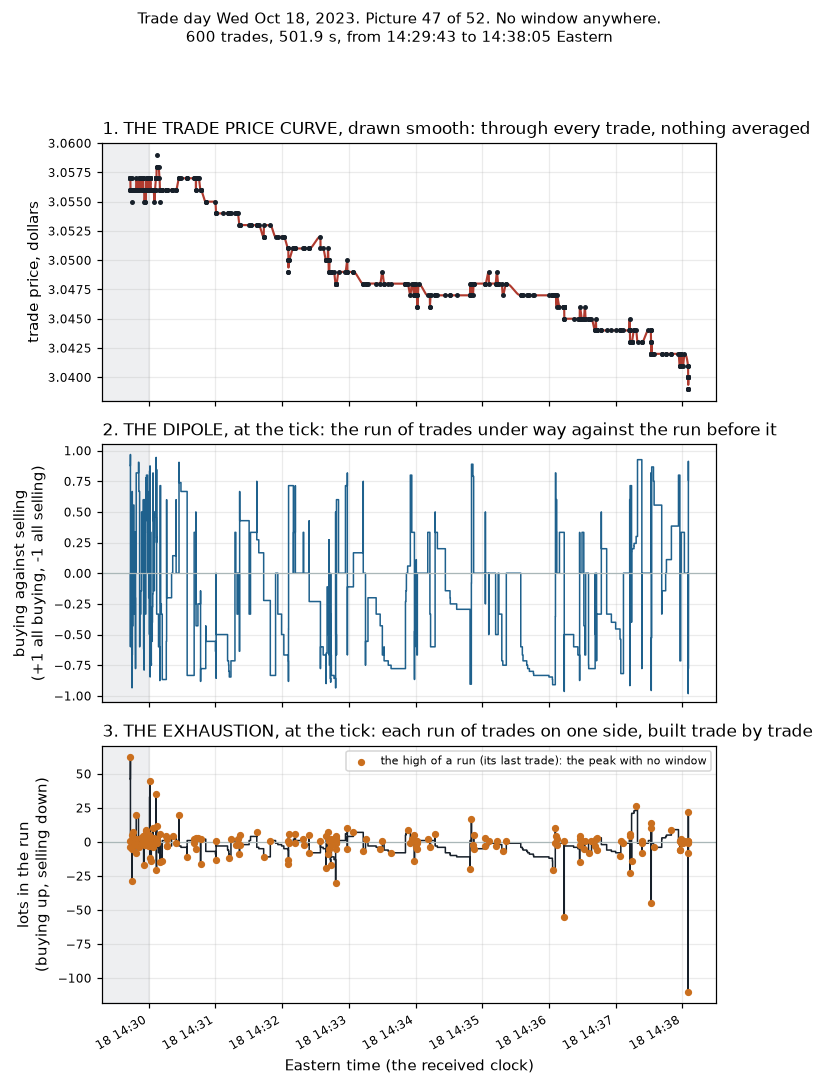 Trade day Wed Oct 18, 2023. Picture 47 of 52. No window anywhere.
600 trades, 501.9 s, from 14:29:43 to 14:38:05 Eastern
1. THE TRADE PRICE CURVE, drawn smooth: through every trade, nothing averaged
trade price, dollars
3.0600
3.0575
3.0550
3.0525
3.0500
3.0475
3.0450
3.0425
3.0400
2. THE DIPOLE, at the tick: the run of trades under way against the run before it
buying against selling
(+1 all buying, -1 all selling)
1.00
0.75
0.50
0.25
0.00
−0.25
−0.50
−0.75
−1.00
3. THE EXHAUSTION, at the tick: each run of trades on one side, built trade by trade
the high of a run (its last trade): the peak with no window
lots in the run
(buying up, selling down)
50
25
0
−25
−50
−75
−100
18 14:30
18 14:31
18 14:32
18 14:33
18 14:34
18 14:35
18 14:36
18 14:37
18 14:38
Eastern time (the received clock)